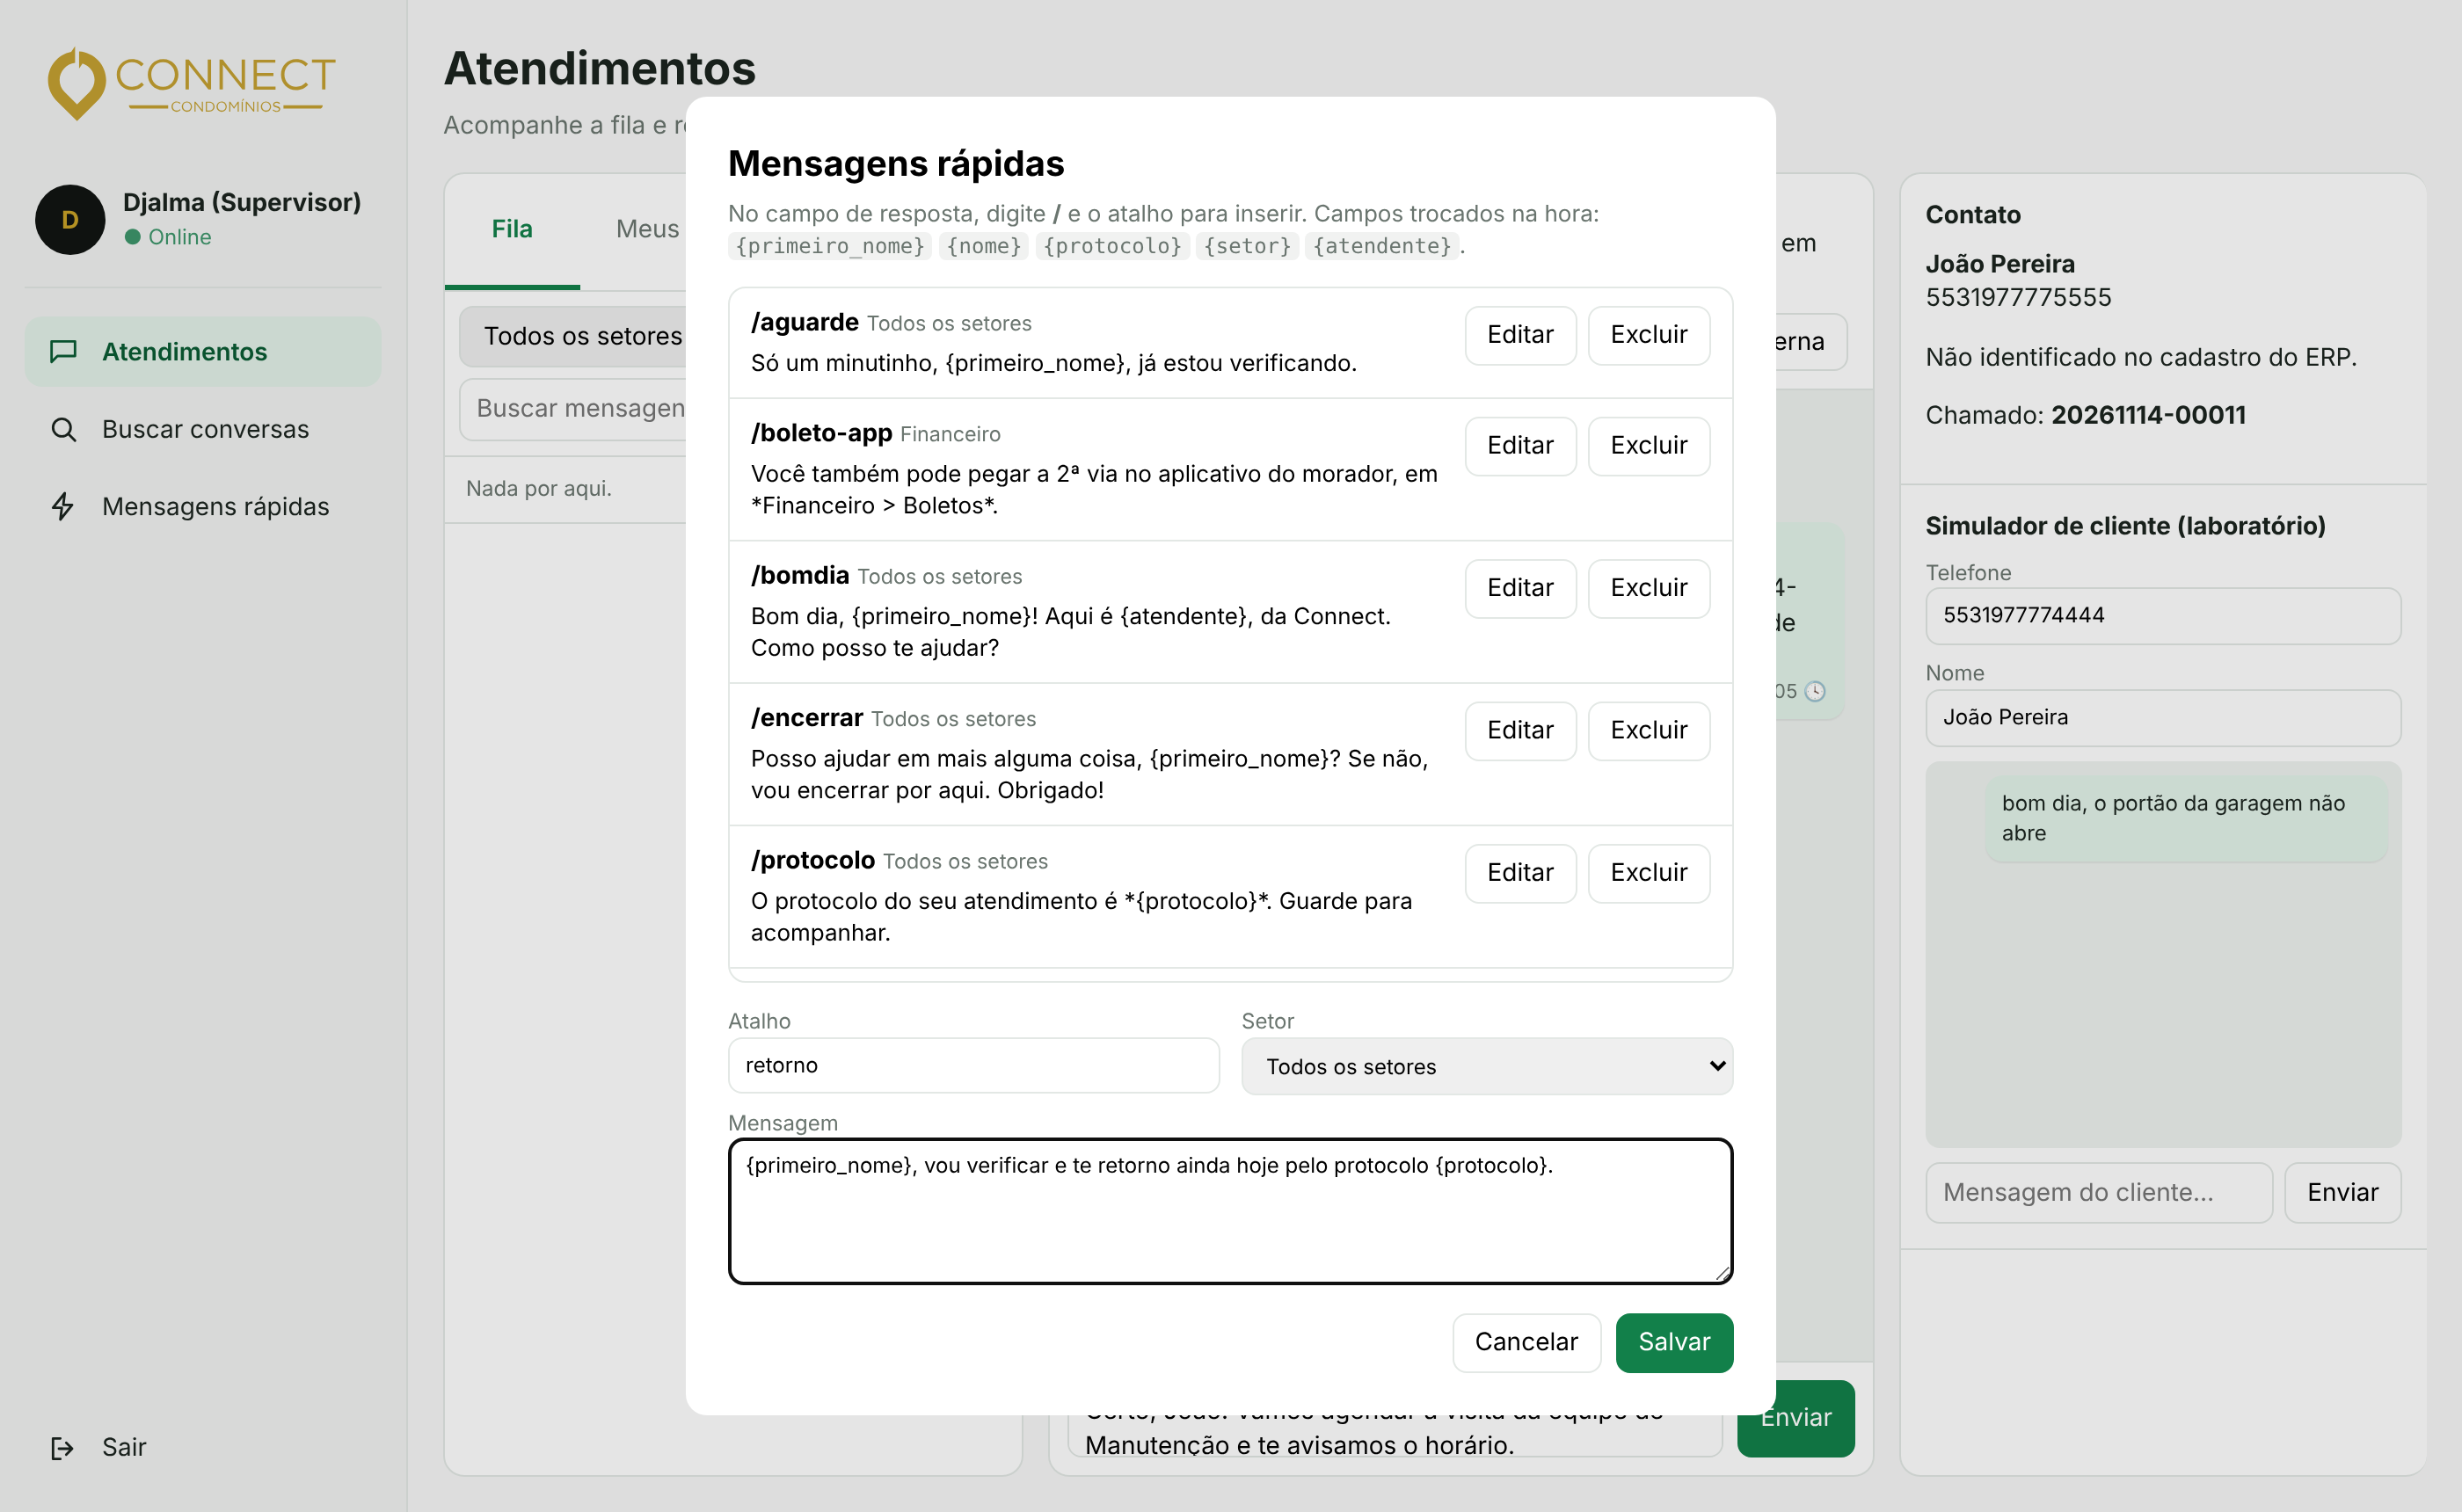 CONNECT
CONDOMÍNIOS
D
Djalma (Supervisor)
Online
Atendimentos
Buscar conversas
Mensagens rápidas
Sair
Atendimentos
Acompanhe a fila e
Fila
Meus
Todos os setores
Buscar
Nada por aqui.
Mensagens rápidas
No campo de resposta, digite / e o atalho para inserir. Campos trocados na hora:
{primeiro_nome} {nome} {protocolo} {setor} {atendente}.
/aguarde Todos os setores
Só um minutinho, {primeiro_nome}, já estou verificando.
Editar
Excluir
/boleto-app Financeiro
Você também pode pegar a 2ª via no aplicativo do morador, em
*Financeiro > Boletos*.
Editar
Excluir
/bomdia Todos os setores
Bom dia, {primeiro_nome}! Aqui é {atendente}, da Connect.
Como posso te ajudar?
Editar
Excluir
/encerrar Todos os setores
Posso ajudar em mais alguma coisa, {primeiro_nome}? Se não,
vou encerrar por aqui. Obrigado!
Editar
Excluir
/protocolo Todos os setores
O protocolo do seu atendimento é *{protocolo}*. Guarde para
acompanhar.
Editar
Excluir
Atalho
retorno
Setor
Todos os setores
Mensagem
{primeiro_nome}, vou verificar e te retorno ainda hoje pelo protocolo {protocolo}.
Cancelar
Salvar
em
Manutenção e te avisamos o horário.
Enviar
Contato
João Pereira
5531977775555
Não identificado no cadastro do ERP.
Chamado: 20261114-00011
Simulador de cliente (laboratório)
Telefone
5531977774444
Nome
João Pereira
bom dia, o portão da garagem não
abre
Mensagem do cliente...
Enviar